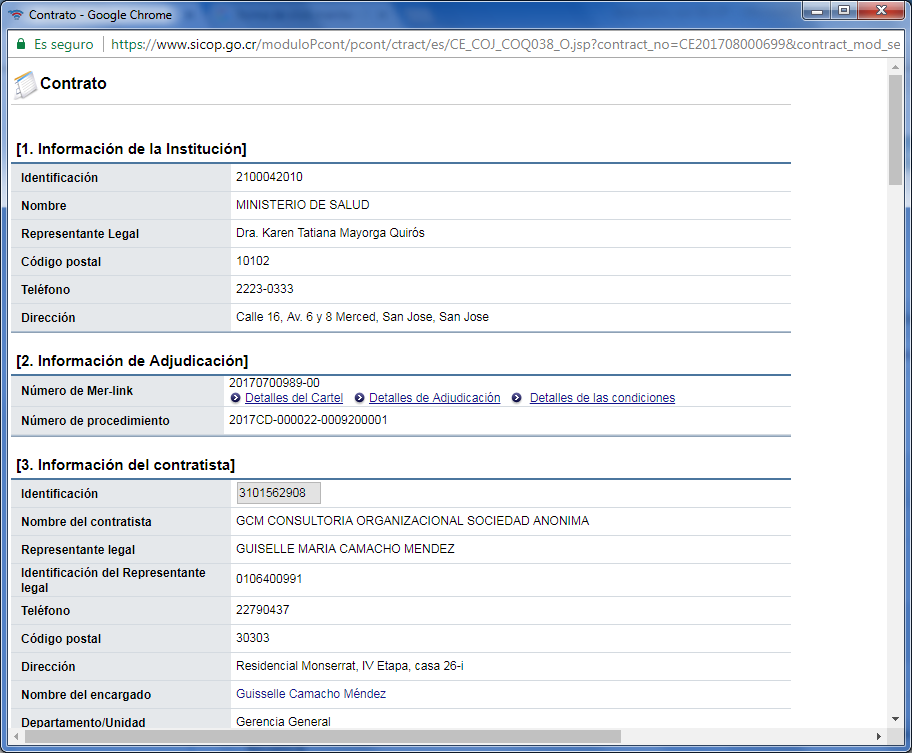 Contrato - Google Chrome
Es seguro https://www.sicop.go.cr/moduloPcont/pcont/ctract/es/CE_COJ_COQ038_O.jsp?contract_no=CE201708000699&contract_mod_se
Contrato
[1. Información de la Institución]
Identificación 2100042010
Nombre MINISTERIO DE SALUD
Representante Legal Dra. Karen Tatiana Mayorga Quirós
Código postal 10102
Teléfono 2223-0333
Dirección Calle 16, Av. 6 y 8 Merced, San Jose, San Jose
[2. Información de Adjudicación]
Número de Mer-link 20170700989-00
Detalles del Cartel Detalles de Adjudicación Detalles de las condiciones
Número de procedimiento 2017CD-000022-0009200001
[3. Información del contratista]
Identificación 3101562908
Nombre del contratista GCM CONSULTORIA ORGANIZACIONAL SOCIEDAD ANONIMA
Representante legal GUISELLE MARIA CAMACHO MENDEZ
Identificación del Representante
legal 0106400991
Teléfono 22790437
Código postal 30303
Dirección Residencial Monserrat, IV Etapa, casa 26-i
Nombre del encargado Guisselle Camacho Méndez
Departamento/Unidad Gerencia General